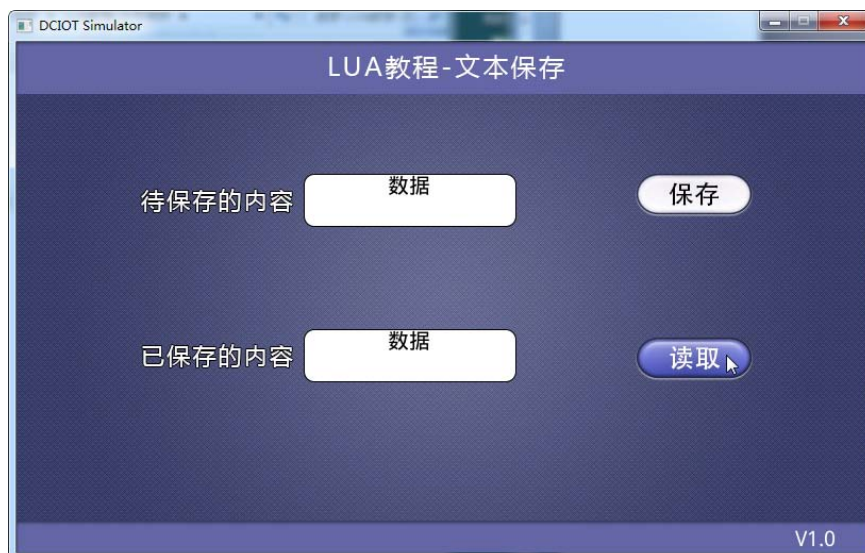 DCIOT Simulator
LUA教程-文本保存
待保存的内容
数据
保存
已保存的内容
数据
读取
V1.0